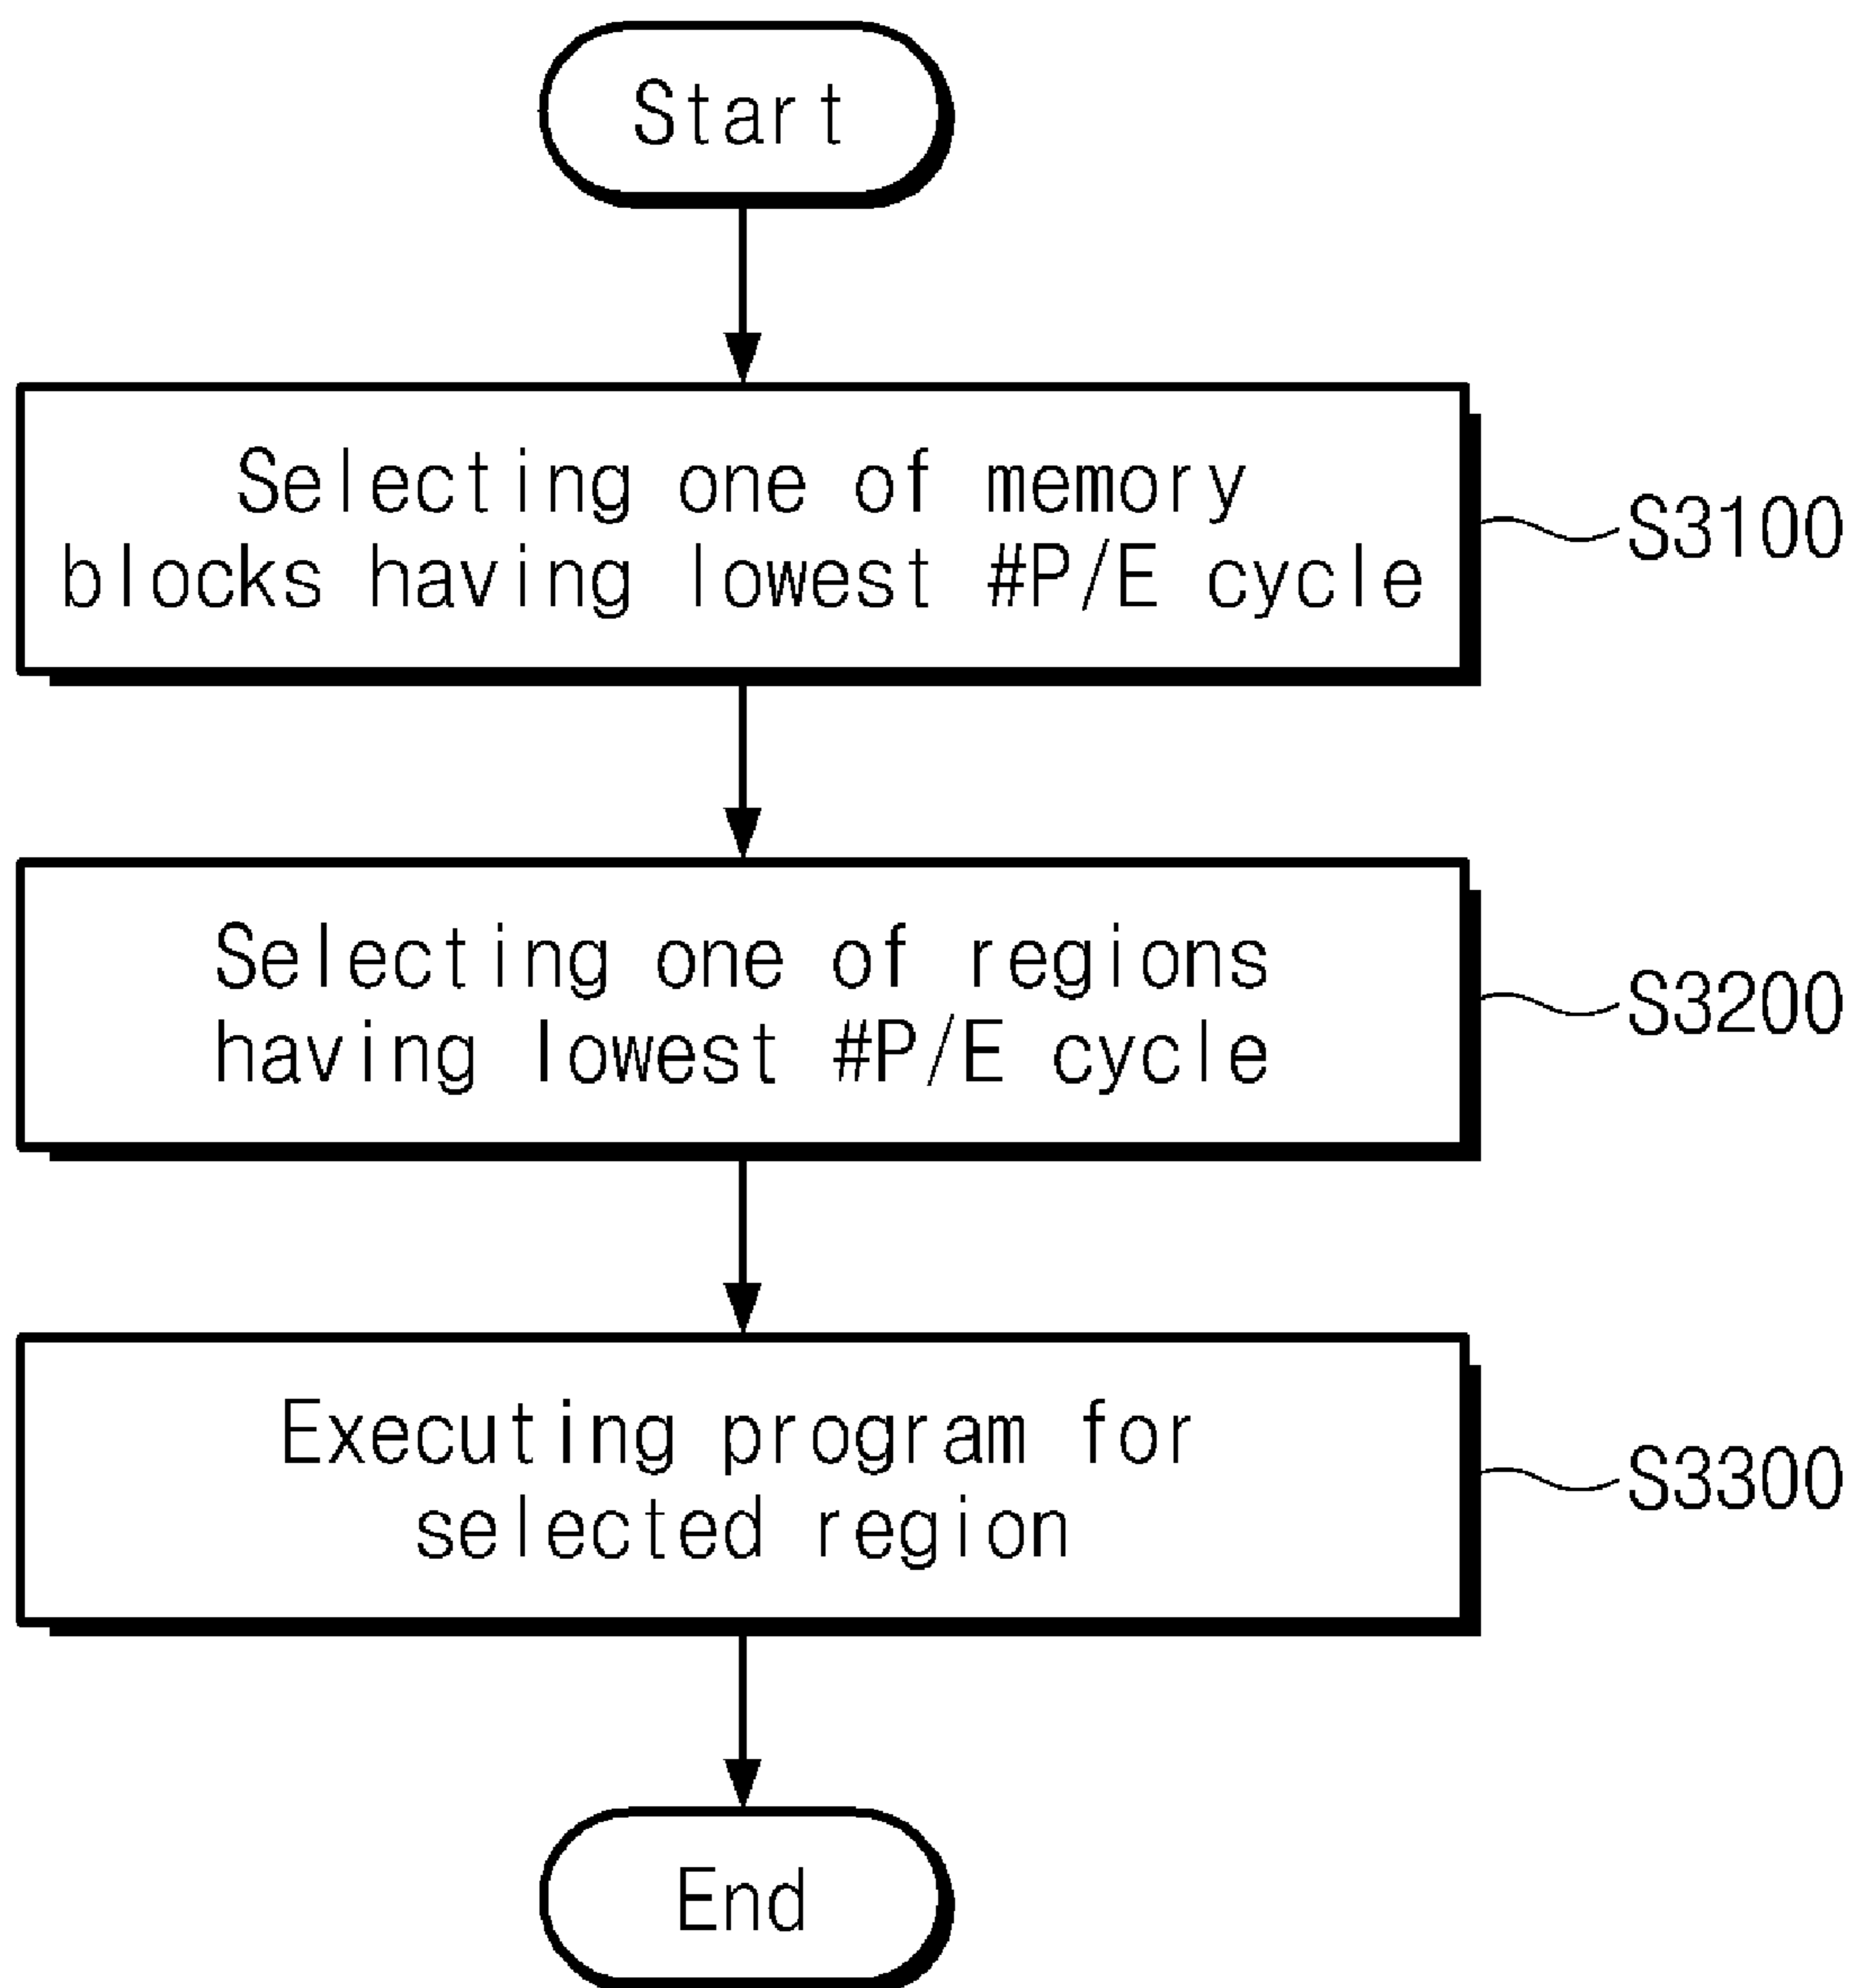 Start
Selecting one of memory
blocks having lowest #P/E cycle
S3100
Selecting one of regions
having lowest #P/E cycle
S3200
Executing program for
selected region
S3300
End